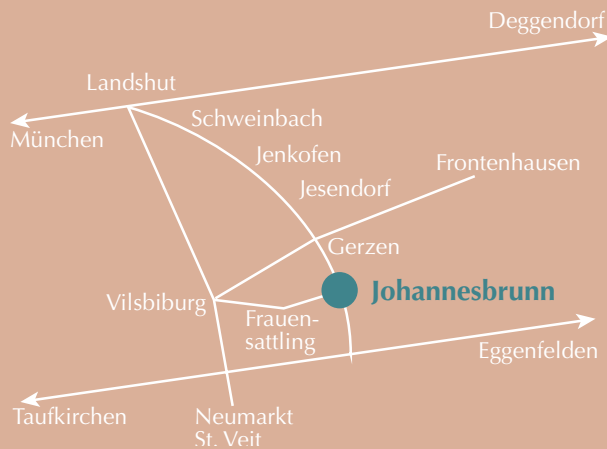 Deggendorf
Landshut
Schweinbach
München
Jenkofen
Frontenhausen
Jesendorf
Gerzen
Johannesbrunn
Vilsbiburg
Frauen-
sattling
Eggenfelden
Taufkirchen
Neumarkt
St. Veit